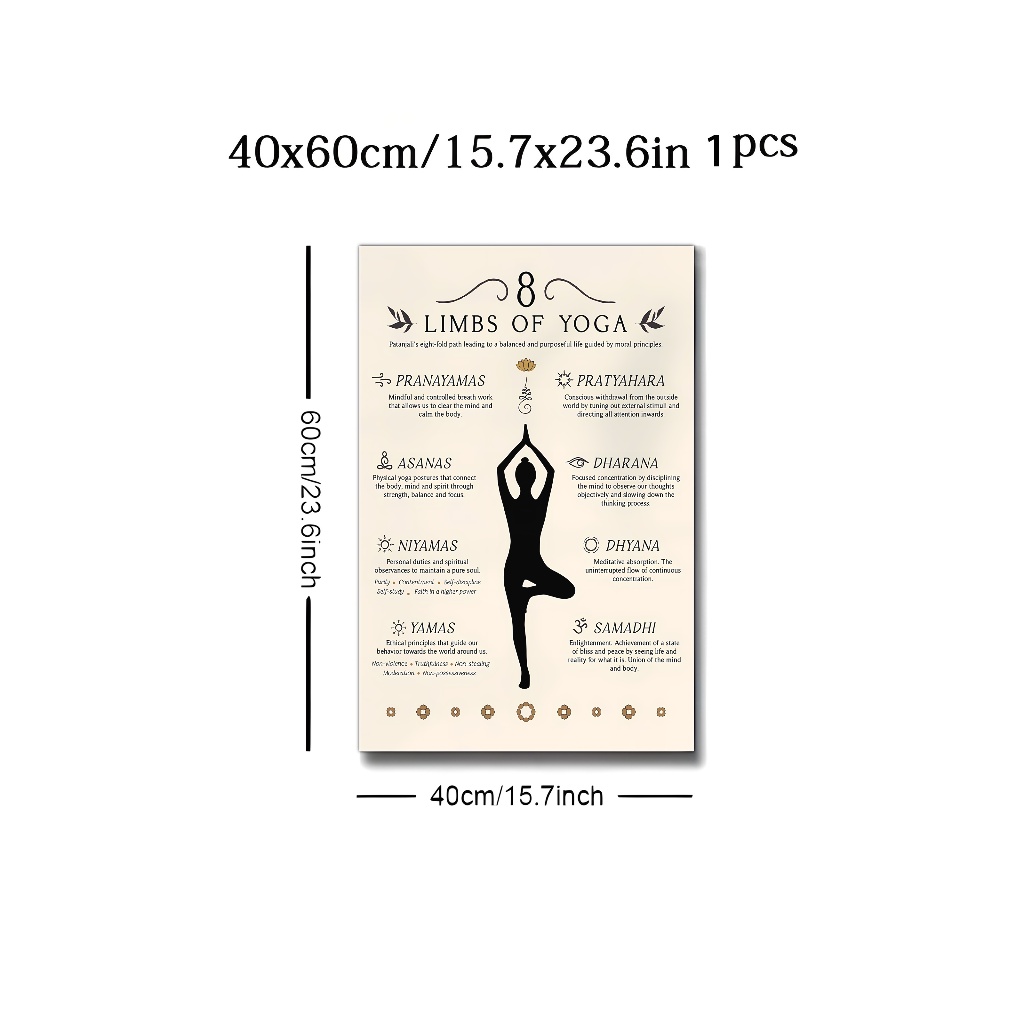 40x60cm/15.7x23.6in 1pcs
60cm/23.6inch
8
LIMBS OF YOGA
Patanjali's eight-fold path leading to a balanced and purposeful life guided by moral principles
PRANAYAMAS
Mindful and controlled breath work
that allows us to clear the mind and
calm the body.
ASANAS
Physical yoga postures that connect
the body, mind and spirit through
strength, balance and focus.
NIYAMAS
Personal duties and spiritual
observances to maintain a pure soul.
Purity • Contentment • Self-discipline
Self-study • Faith in a higher power
YAMAS
Ethical principles that guide our
behavior towards the world around us.
Non-violence • Truthfulness • Non-stealing
Moderation • Non-possessiveness
PRATYAHARA
Conscious withdrawal from the outside
world by tuning out external stimuli and
directing all attention inwards
DHARANA
Focused concentration by disciplining
the mind to observe our thoughts
objectively and slowing down the
thinking process.
DHYANA
Meditative absorption. The
uninterrupted flow of continuous
concentration.
ॐ SAMADHI
Enlightenment. Achievement of a state
of bliss and peace by seeing life and
reality for what it is. Union of the mind
and body.
40cm/15.7inch